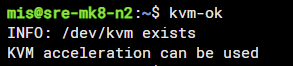 mis@sre-mk8-n2:~$ kvm-ok
INFO: /dev/kvm exists
KVM acceleration can be used